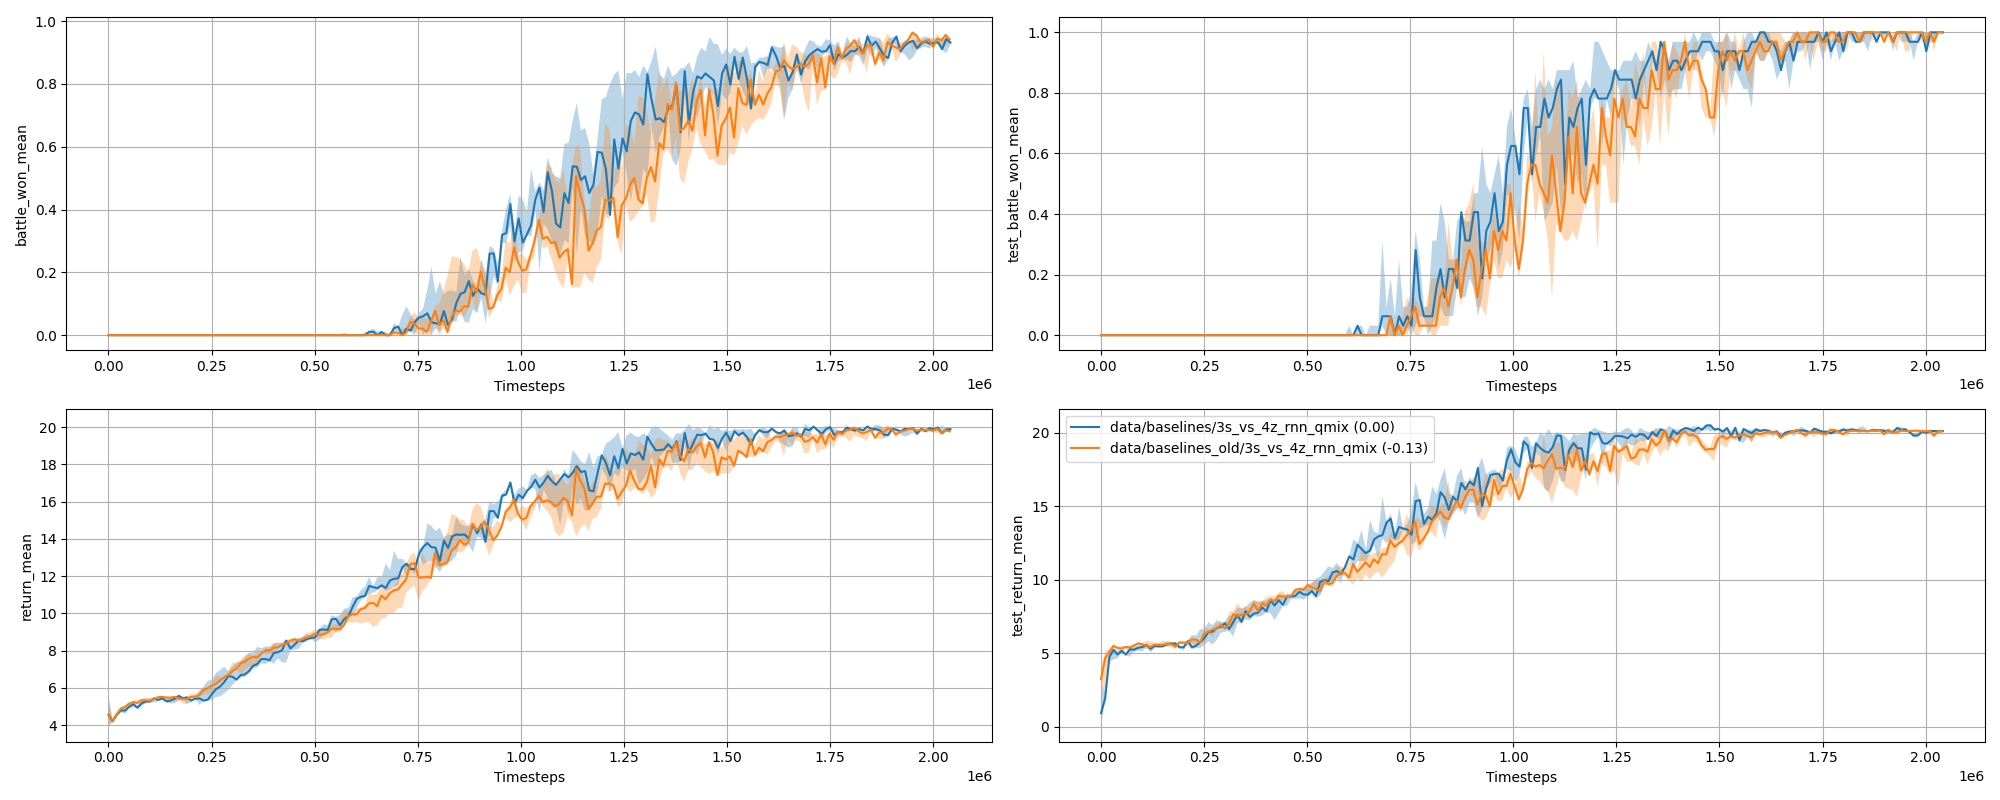 1.0
0.8
0.6
0.4
0.2
0.0
battle_won_mean
0.00 0.25 0.50 0.75 1.00 1.25 1.50 1.75 2.00
1e6
Timesteps
1.0
0.8
0.6
0.4
0.2
0.0
test_battle_won_mean
0.00 0.25 0.50 0.75 1.00 1.25 1.50 1.75 2.00
1e6
Timesteps
20
18
16
14
12
10
8
6
4
return_mean
0.00 0.25 0.50 0.75 1.00 1.25 1.50 1.75 2.00
1e6
Timesteps
data/baselines/3s_vs_4z_rnn_qmix (0.00)
data/baselines_old/3s_vs_4z_rnn_qmix (-0.13)
20
15
10
5
0
test_return_mean
0.00 0.25 0.50 0.75 1.00 1.25 1.50 1.75 2.00
1e6
Timesteps